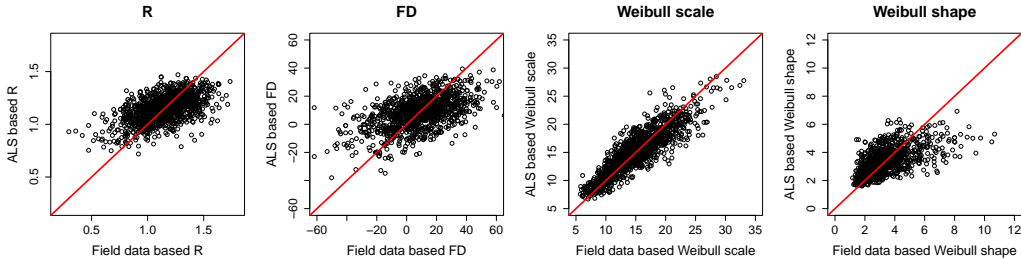 R
FD
Weibull scale
Weibull shape
ALS based R
0.5 1.0 1.5
0.5 1.0 1.5
Field data based R
ALS based FD
−60 −20 0 20 40 60
−60 −40 −20 0 20 40 60
Field data based FD
ALS based Weibull scale
5 10 15 20 25 30 35
5 10 15 20 25 30 35
Field data based Weibull scale
ALS based Weibull shape
0 2 4 6 8 10 12
0 2 4 6 8 10 12
Field data based Weibull shape